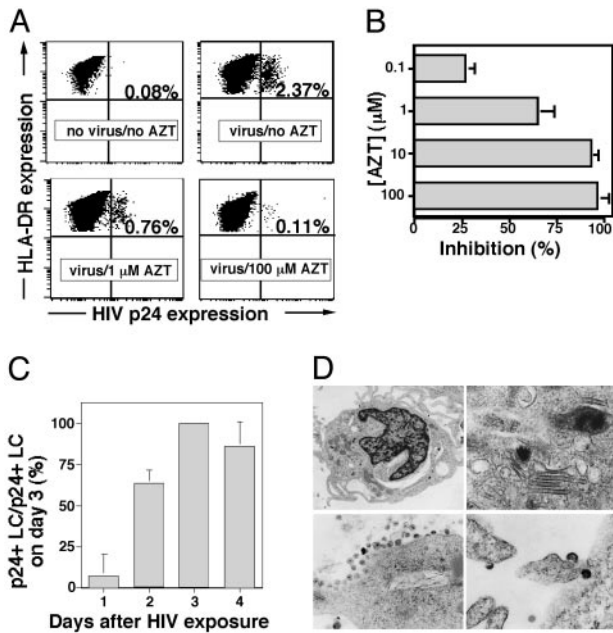 A
HLA-DR expression
0.08%
no virus/no AZT
2.37%
virus/no AZT
0.76%
virus/1 µM AZT
0.11%
virus/100 µM AZT
HIV p24 expression
B
[AZT] (µM)
0.1
1
10
100
0 25 50 75 100
Inhibition (%)
C
p24+ LC/p24+ LC
on day 3 (%)
100
75
50
25
0
1 2 3 4
Days after HIV exposure
D